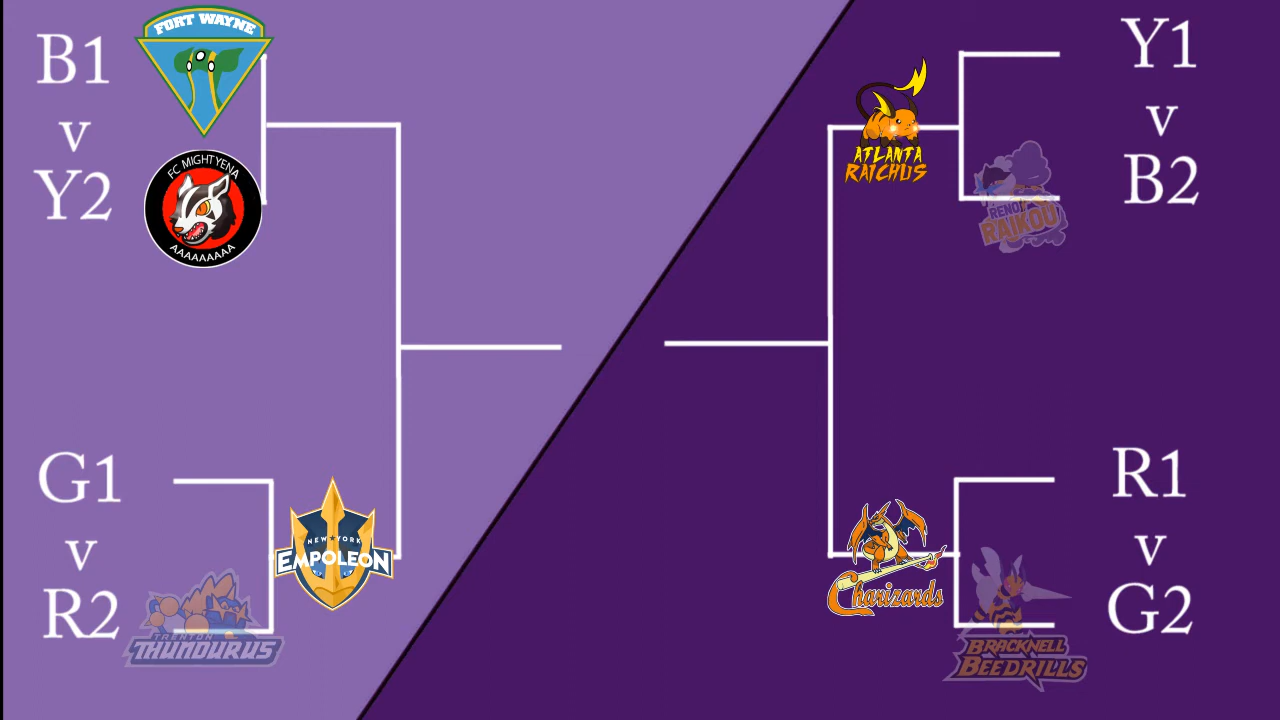 B1
v
Y2
FORT WAYNE
FC MIGHTYENA
AAAAAAAAA
G1
v
R2
NEW YORK
EMPOLEON
TRENTON
THUNDURUS
ATLANTA
RAICHUS
Y1
v
B2
RENO
RAIKOU
R1
v
G2
Charizards
BRACKNELL
BEEDRILLS